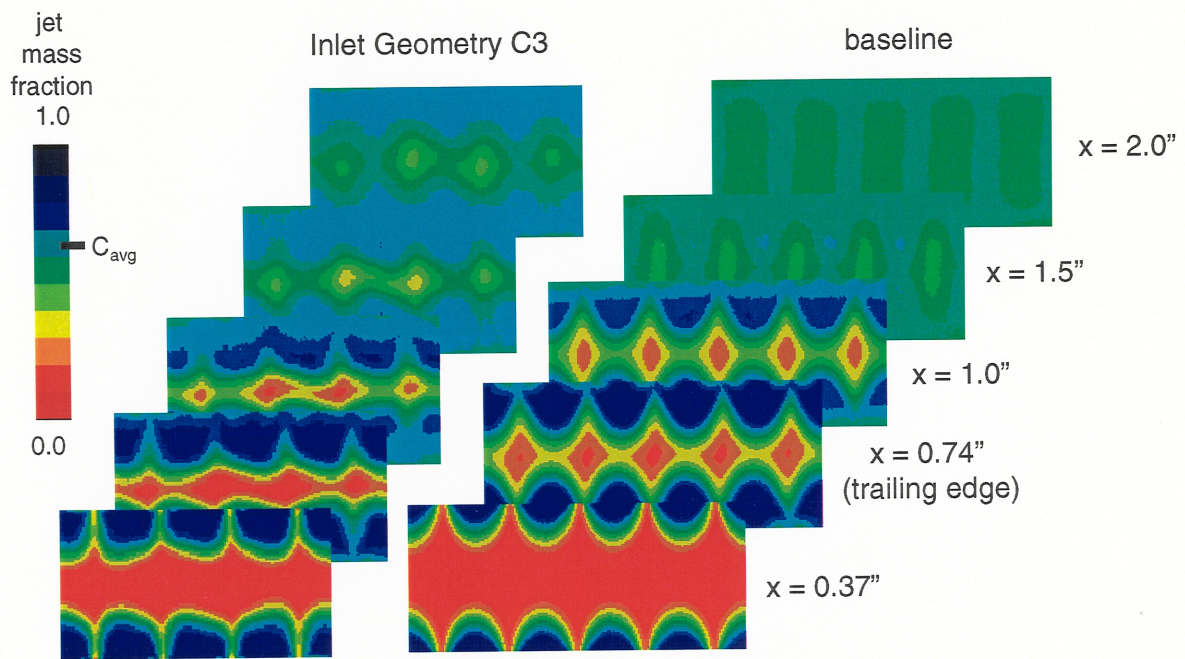 jet
mass
fraction
1.0
Cavg
0.0
Inlet Geometry C3
baseline
x = 2.0”
x = 1.5”
x = 1.0”
x = 0.74”
(trailing edge)
x = 0.37”